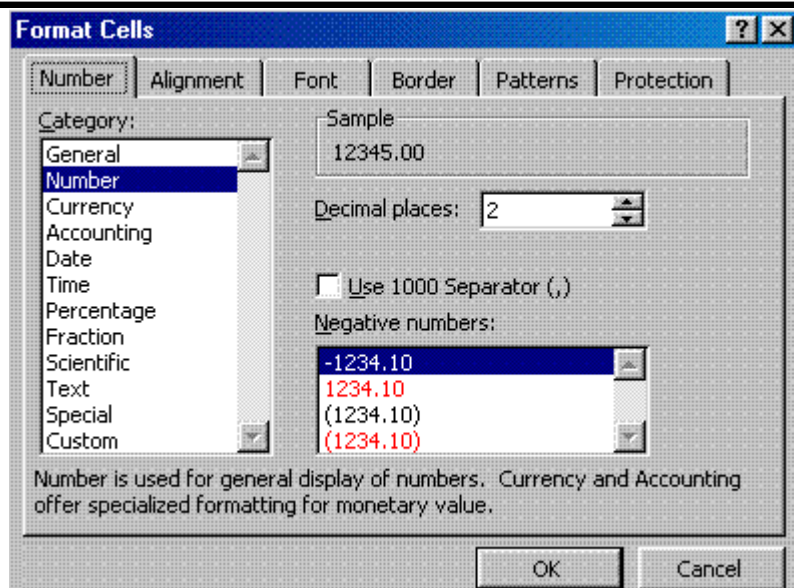 Format Cells
Number Alignment Font Border Patterns Protection
Category:
General
Number
Currency
Accounting
Date
Time
Percentage
Fraction
Scientific
Text
Special
Custom
Sample
12345.00
Decimal places: 2
Use 1000 Separator (,)
Negative numbers:
-1234.10
1234.10
(1234.10)
(1234.10)
Number is used for general display of numbers. Currency and Accounting
offer specialized formatting for monetary value.
OK Cancel